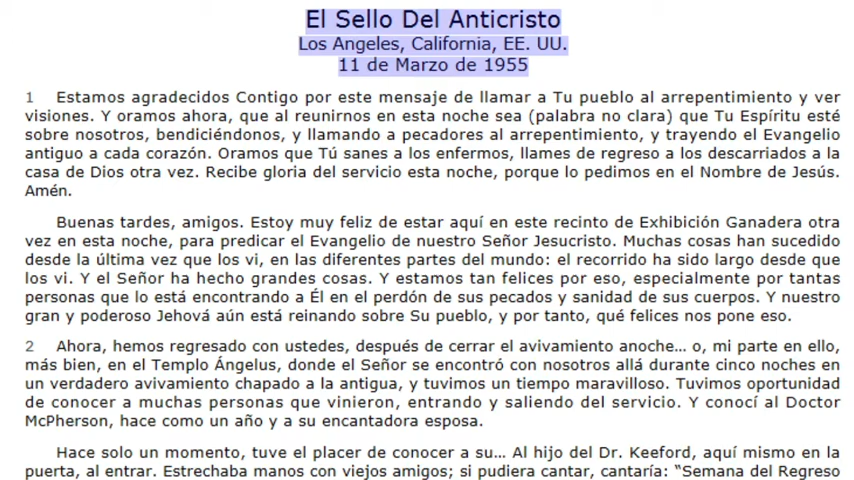 El Sello Del Anticristo
Los Angeles, California, EE. UU.
11 de Marzo de 1955
1 Estamos agradecidos Contigo por este mensaje de llamar a Tu pueblo al arrepentimiento y ver
visiones. Y oramos ahora, que al reunirnos en esta noche sea (palabra no clara) que Tu Espíritu esté
sobre nosotros, bendiciéndonos, y llamando a pecadores al arrepentimiento, y trayendo el Evangelio
antiguo a cada corazón. Oramos que Tú sanes a los enfermos, llames de regreso a los descarriados a la
casa de Dios otra vez. Recibe gloria del servicio esta noche, porque lo pedimos en el Nombre de Jesús.
Amén.
Buenas tardes, amigos. Estoy muy feliz de estar aquí en este recinto de Exhibición Ganadera otra
vez en esta noche, para predicar el Evangelio de nuestro Señor Jesucristo. Muchas cosas han sucedido
desde la última vez que los vi, en las diferentes partes del mundo: el recorrido ha sido largo desde que
los vi. Y el Señor ha hecho grandes cosas. Y estamos tan felices por eso, especialmente por tantas
personas que lo está encontrando a Él en el perdón de sus pecados y sanidad de sus cuerpos. Y nuestro
gran y poderoso Jehová aún está reinando sobre Su pueblo, y por tanto, qué felices nos pone eso.
2 Ahora, hemos regresado con ustedes, después de cerrar el avivamiento anoche… o, mi parte en ello,
más bien, en el Templo Ángelus, donde el Señor se encontró con nosotros allá durante cinco noches en
un verdadero avivamiento chapado a la antigua, y tuvimos un tiempo maravilloso. Tuvimos oportunidad
de conocer a muchas personas que vinieron, entrando y saliendo del servicio. Y conocí al Doctor
McPherson, hace como un año y a su encantadora esposa.
Hace solo un momento, tuve el placer de conocer a su… Al hijo del Dr. Keeford, aquí mismo en la
puerta, al entrar. Estrechaba manos con viejos amigos; si pudiera cantar, cantaría: “Semana del Regreso